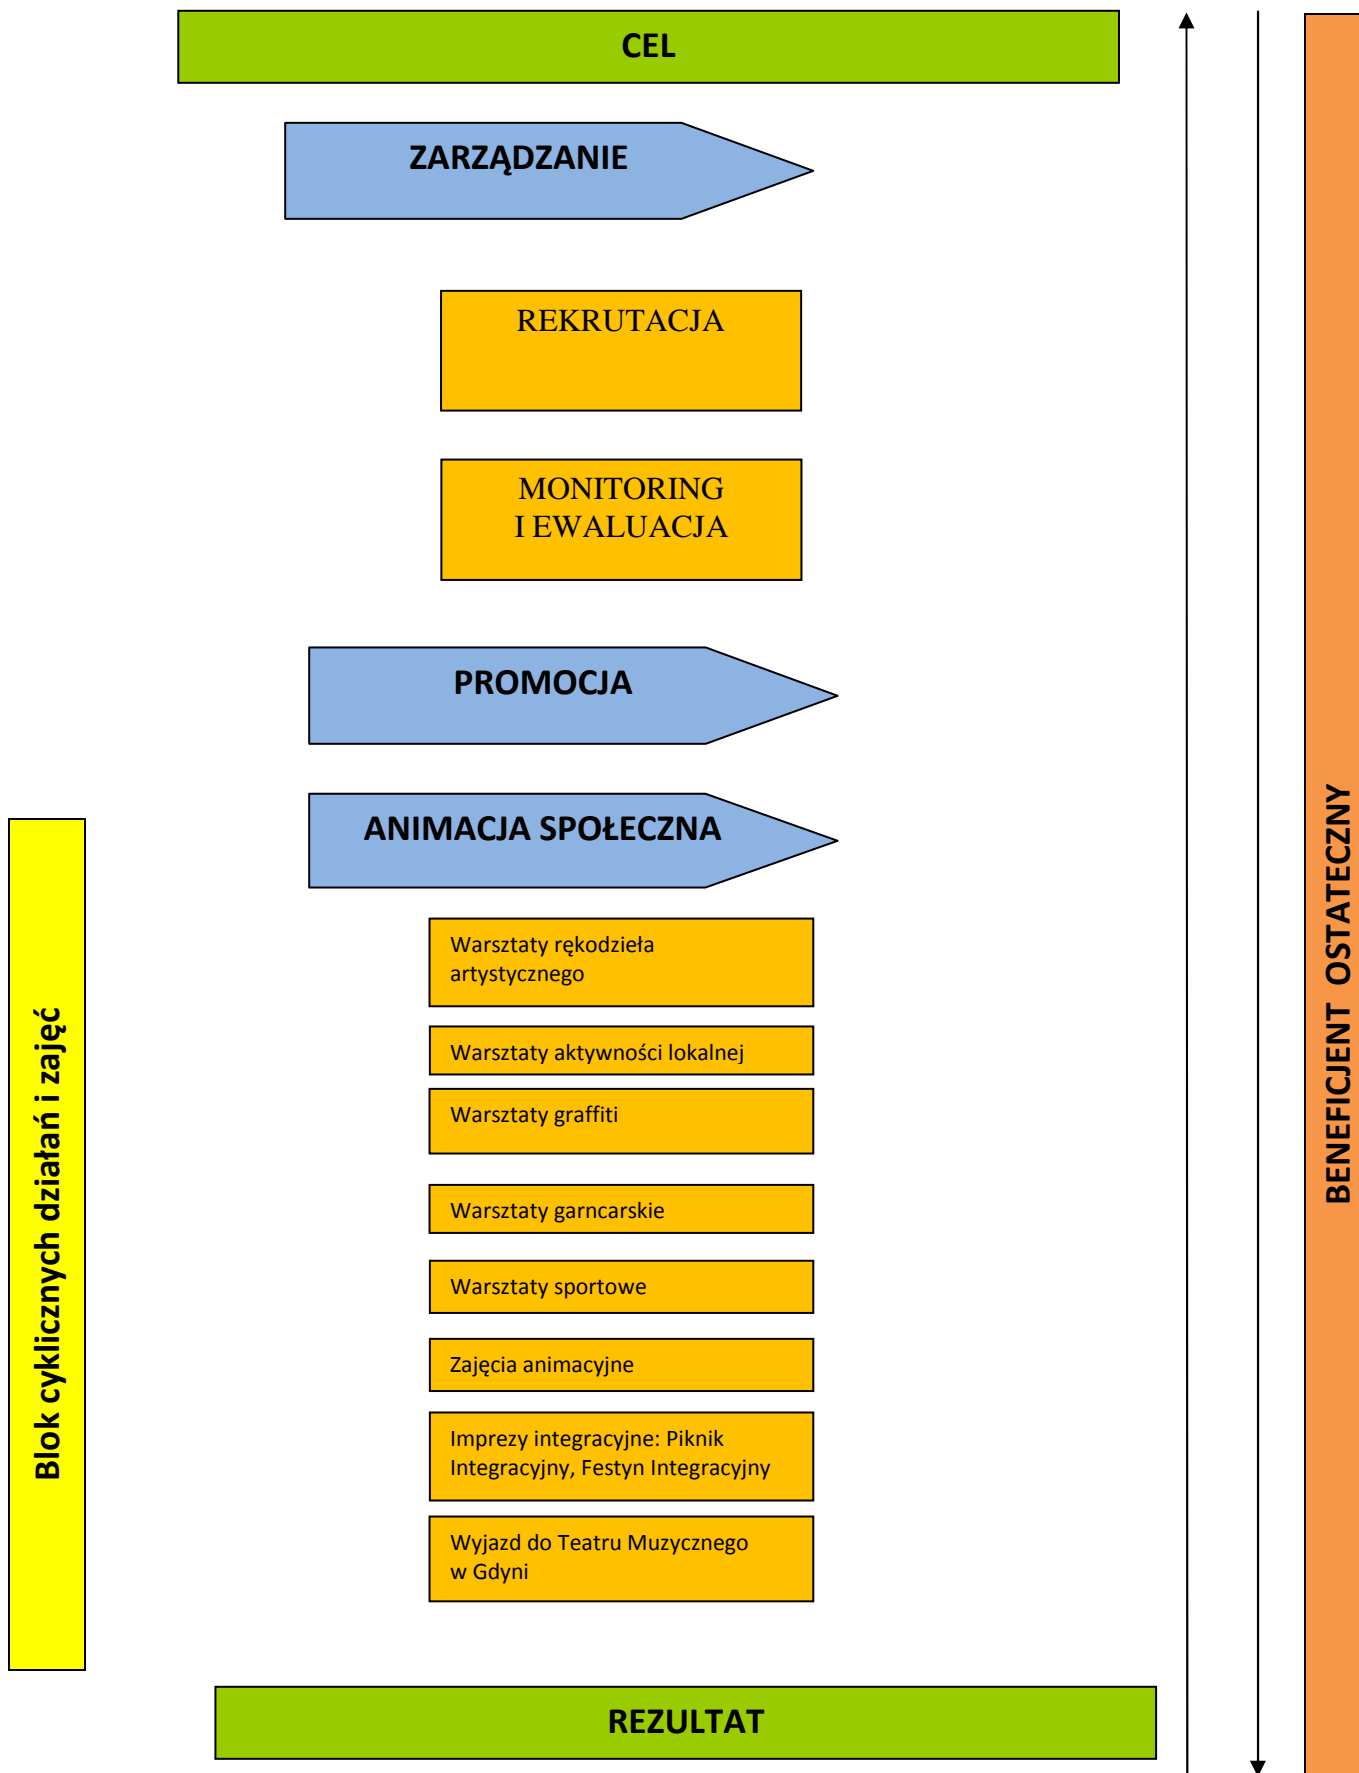 CEL
ZARZĄDZANIE
REKRUTACJA
MONITORING
I EWALUACJA
PROMOCJA
ANIMACJA SPOŁECZNA
Blok cyklicznych działań i zajęć
Warsztaty rękodzieła
artystycznego
Warsztaty aktywności lokalnej
Warsztaty graffiti
Warsztaty garncarskie
Warsztaty sportowe
Zajęcia animacyjne
Imprezy integracyjne: Piknik
Integracyjny, Festyn Integracyjny
Wyjazd do Teatru Muzycznego
w Gdyni
REZULTAT
BENEFICJENT OSTATECZNY